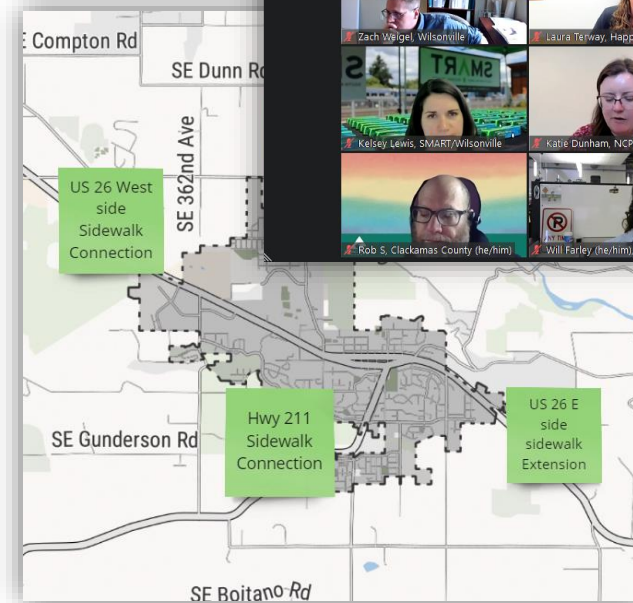 E Compton Rd
SE Dunn Rd
SE 362nd Ave
US 26 West
side
Sidewalk
Connection
Zach Weigel, Wilsonville
Laura Terway, Happ
SMART
Kelsey Lewis, SMART/Wilsonville
Katie Dunham, NCP
Rob S, Clackamas County (he/him)
ANY TIME
Will Farley (he/him)
SE Gunderson Rd
Hwy 211
Sidewalk
Connection
US 26 E
side
sidewalk
Extension
SE Boitano Rd